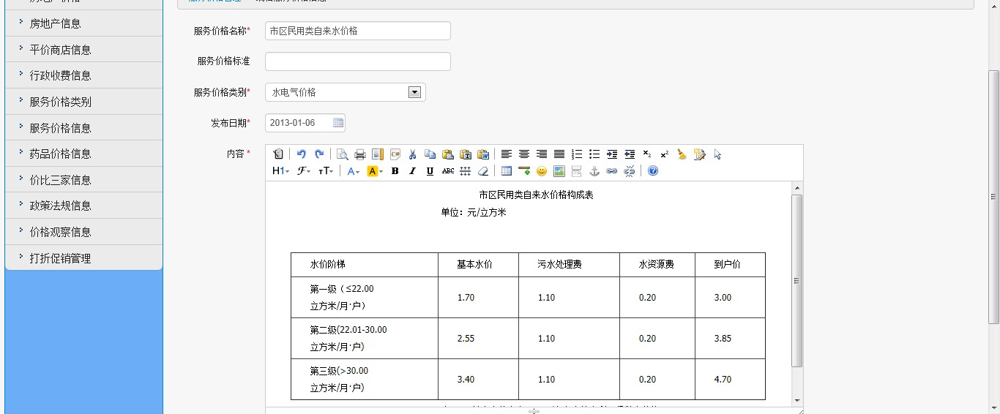 房地产信息
平价商店信息
行政收费信息
服务价格类别
服务价格信息
药品价格信息
价比三家信息
政策法规信息
价格观察信息
打折促销管理
服务价格名称*
市区民用类自来水价格
服务价格标准
服务价格类别*
水电气价格
发布日期*
2013-01-06
内容 *
H1 F тT A A B I U ABC
市区民用类自来水价格构成表
单位：元/立方米
水价阶梯 基本水价 污水处理费 水资源费 到户价
第一级（≤22.00
立方米/月·户）
1.70 1.10 0.20 3.00
第二级(22.01-30.00
立方米/月·户)
2.55 1.10 0.20 3.85
第三级(>30.00
立方米/月·户)
3.40 1.10 0.20 4.70